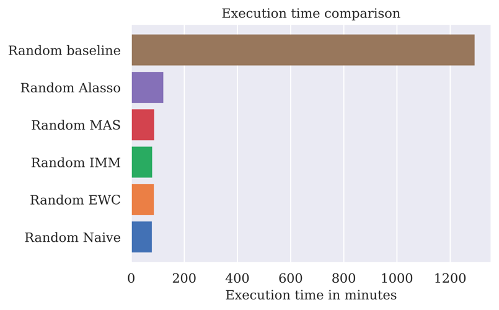 Execution time comparison
Random baseline
Random Alasso
Random MAS
Random IMM
Random EWC
Random Naive
0 200 400 600 800 1000 1200
Execution time in minutes